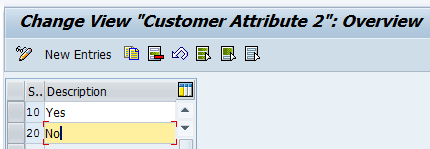 Change View "Customer Attribute 2": Overview
New Entries
S.. Description
10 Yes
20 No